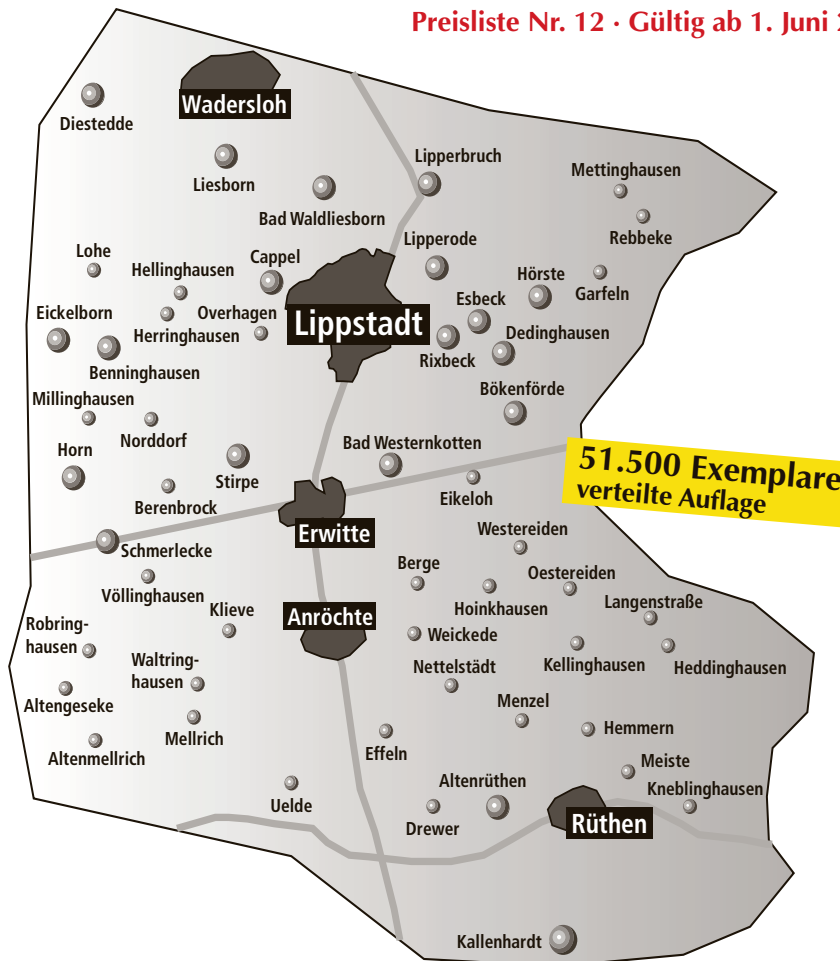 Preisliste Nr. 12 · Gültig ab 1. Juni
Wadersloh
Diestedde
Lipperbruch
Mettinghausen
Liesborn
Bad Waldliesborn
Rebbeke
Lohe
Hellinghausen
Cappel
Lipperode
Hörste
Garfeln
Eickelborn
Herringhausen
Overhagen
Lippstadt
Esbeck
Dedinghausen
Benninghausen
Rixbeck
Millinghausen
Bökenförde
Norddorf
Horn
Stirpe
Bad Westernkotten
51.500 Exemplare
verteilte Auflage
Berenbrock
Eikeloh
Erwitte
Westereiden
Schmerlecke
Berge
Oestereiden
Völlinghausen
Klieve
Anröchte
Hoinkhausen
Langenstraße
Robring-
hausen
Weickede
Waltring-
hausen
Nettelstädt
Kellinghausen
Heddinghausen
Altengeseke
Menzel
Mellrich
Hemmern
Altenmellrich
Effeln
Meiste
Uelde
Altenrüthen
Kneblinghausen
Drewer
Rüthen
Kallenhardt